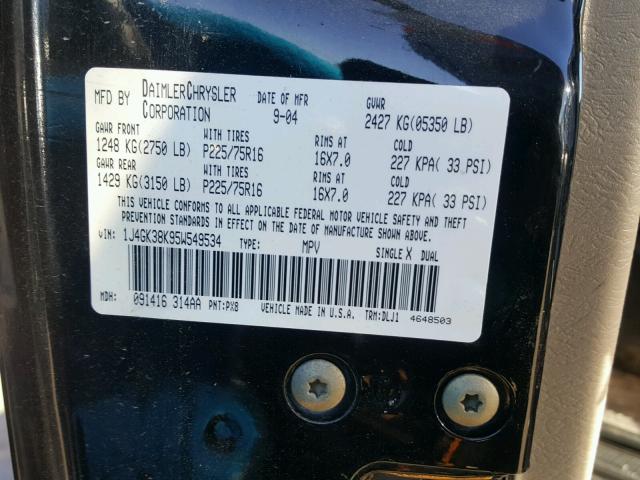 MFD BY DAIMLERCHRYSLER CORPORATION DATE OF MFR 9-04 GVWR 2427 KG(05350 LB)
GAWR FRONT WITH TIRES RIMS AT COLD
1248 KG(2750 LB) P225/75R16 16X7.0 227 KPA( 33 PSI)
GAWR REAR WITH TIRES RIMS AT COLD
1429 KG(3150 LB) P225/75R16 16X7.0 227 KPA( 33 PSI)
THIS VEHICLE CONFORMS TO ALL APPLICABLE FEDERAL MOTOR VEHICLE SAFETY AND THEFT
PREVENTION STANDARDS IN EFFECT ON THE DATE OF MANUFACTURE SHOWN ABOVE.
VIN: 1J4GK38K95W549534 TYPE: MPV SINGLE X DUAL
MDH: 091416 314AA PNT:PX8 VEHICLE MADE IN U.S.A. TRM:DLJ1 4648503